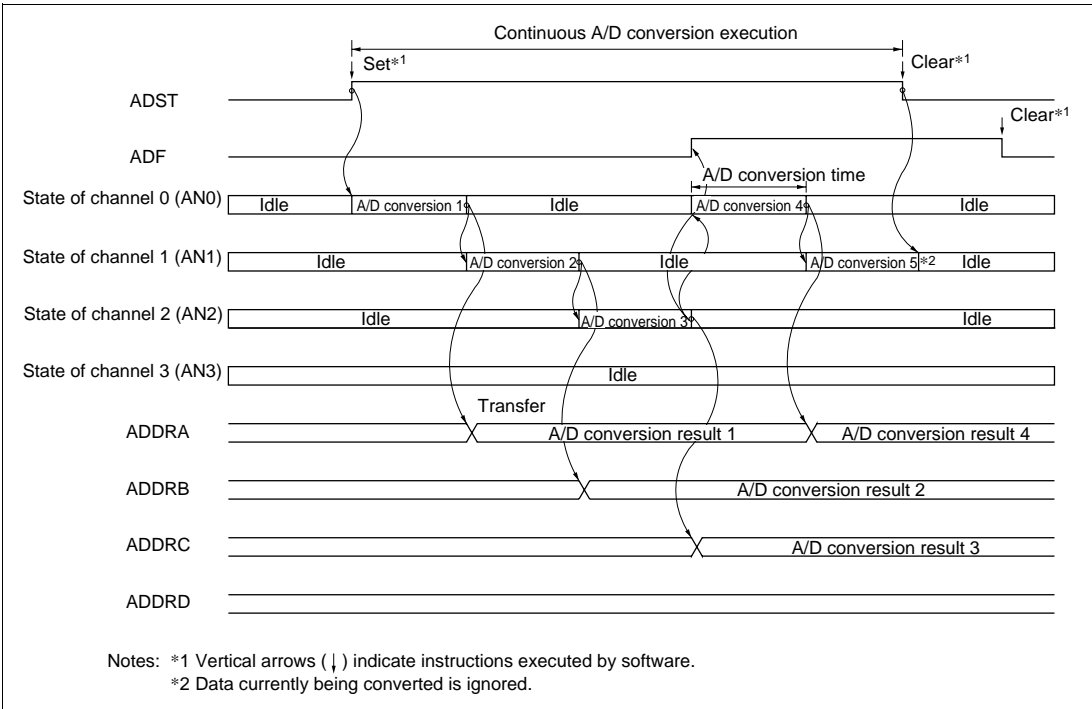 Continuous A/D conversion execution
Set*1
Clear*1
ADST
Clear*1
ADF
A/D conversion time
State of channel 0 (AN0)
Idle
A/D conversion 1
Idle
A/D conversion 4
Idle
State of channel 1 (AN1)
Idle
A/D conversion 2
Idle
A/D conversion 5
*2
Idle
State of channel 2 (AN2)
Idle
A/D conversion 3
Idle
State of channel 3 (AN3)
Idle
Transfer
ADDRA
A/D conversion result 1
A/D conversion result 4
ADDRB
A/D conversion result 2
ADDRC
A/D conversion result 3
ADDRD
Notes: *1 Vertical arrows (↓) indicate instructions executed by software.
*2 Data currently being converted is ignored.